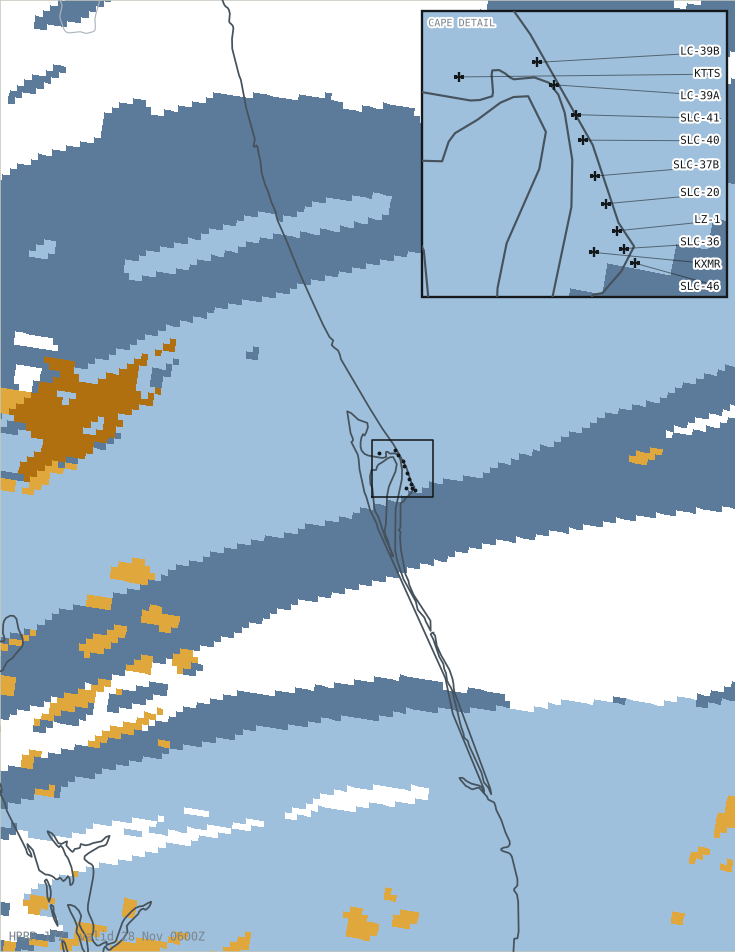 CAPE DETAIL
LC-39B
KTTS
LC-39A
SLC-41
SLC-40
SLC-37B
SLC-20
LZ-1
SLC-36
KXMR
SLC-46
valid 28 Nov 0600Z